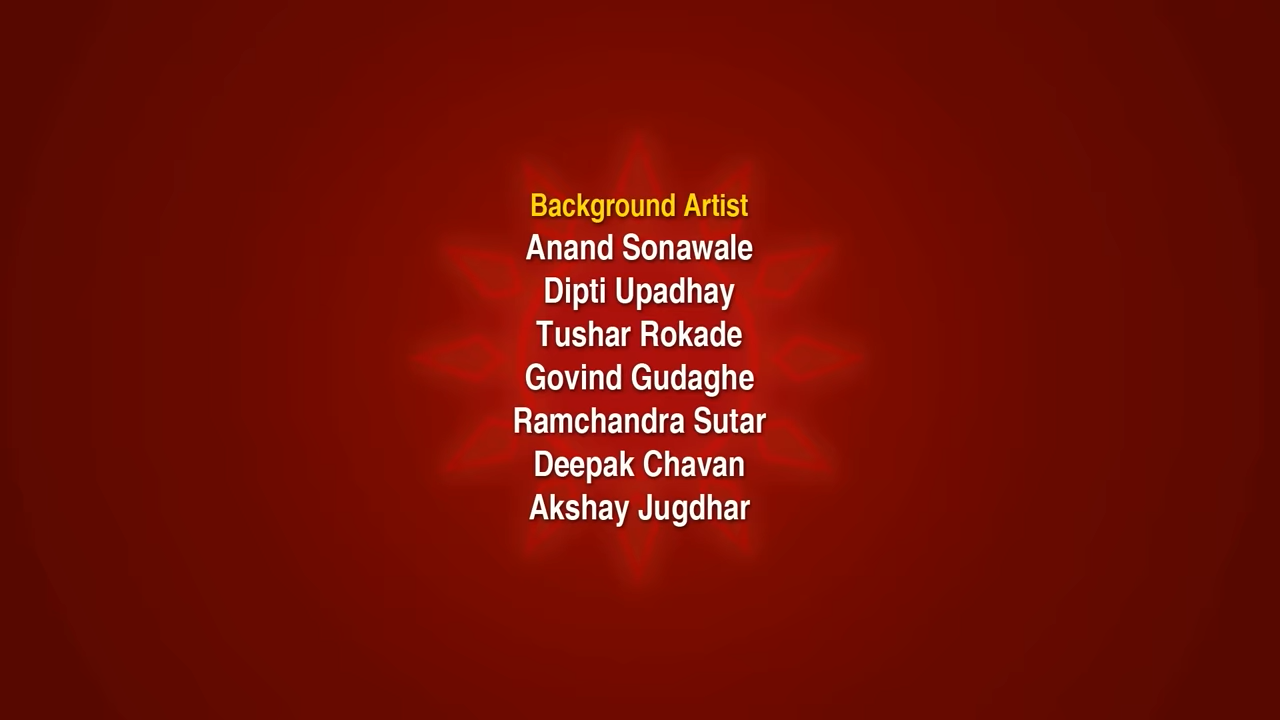 Background Artist
Anand Sonawale
Dipti Upadhay
Tushar Rokade
Govind Gudaghe
Ramchandra Sutar
Deepak Chavan
Akshay Jugdhar